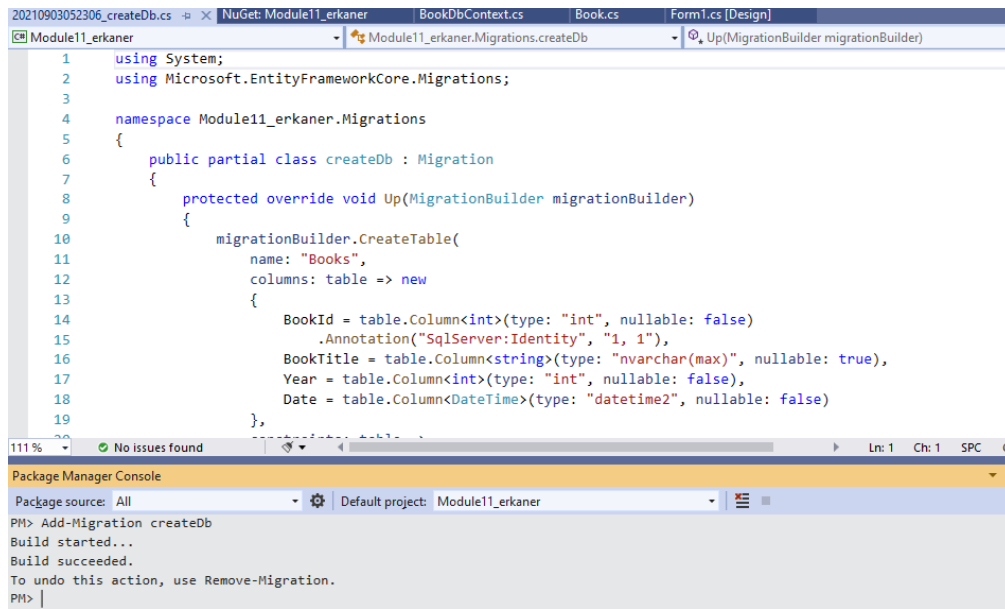 20210903052306_createDb.cs NuGet: Module11_erkaner BookDbContext.cs Book.cs Form1.cs [Design]
C# Module11_erkaner Module11_erkaner.Migrations.createDb Up(MigrationBuilder migrationBuilder)
1 using System;
2 using Microsoft.EntityFrameworkCore.Migrations;
3
4 namespace Module11_erkaner.Migrations
5 {
6 public partial class createDb : Migration
7 {
8 protected override void Up(MigrationBuilder migrationBuilder)
9 {
10 migrationBuilder.CreateTable(
11 name: "Books",
12 columns: table => new
13 {
14 BookId = table.Column<int>(type: "int", nullable: false)
15 .Annotation("SqlServer:Identity", "1, 1"),
16 BookTitle = table.Column<string>(type: "nvarchar(max)", nullable: true),
17 Year = table.Column<int>(type: "int", nullable: false),
18 Date = table.Column<DateTime>(type: "datetime2", nullable: false)
19 },
111 % No issues found Ln: 1 Ch: 1 SPC
Package Manager Console
Package source: All Default project: Module11_erkaner
PM> Add-Migration createDb
Build started...
Build succeeded.
To undo this action, use Remove-Migration.
PM>